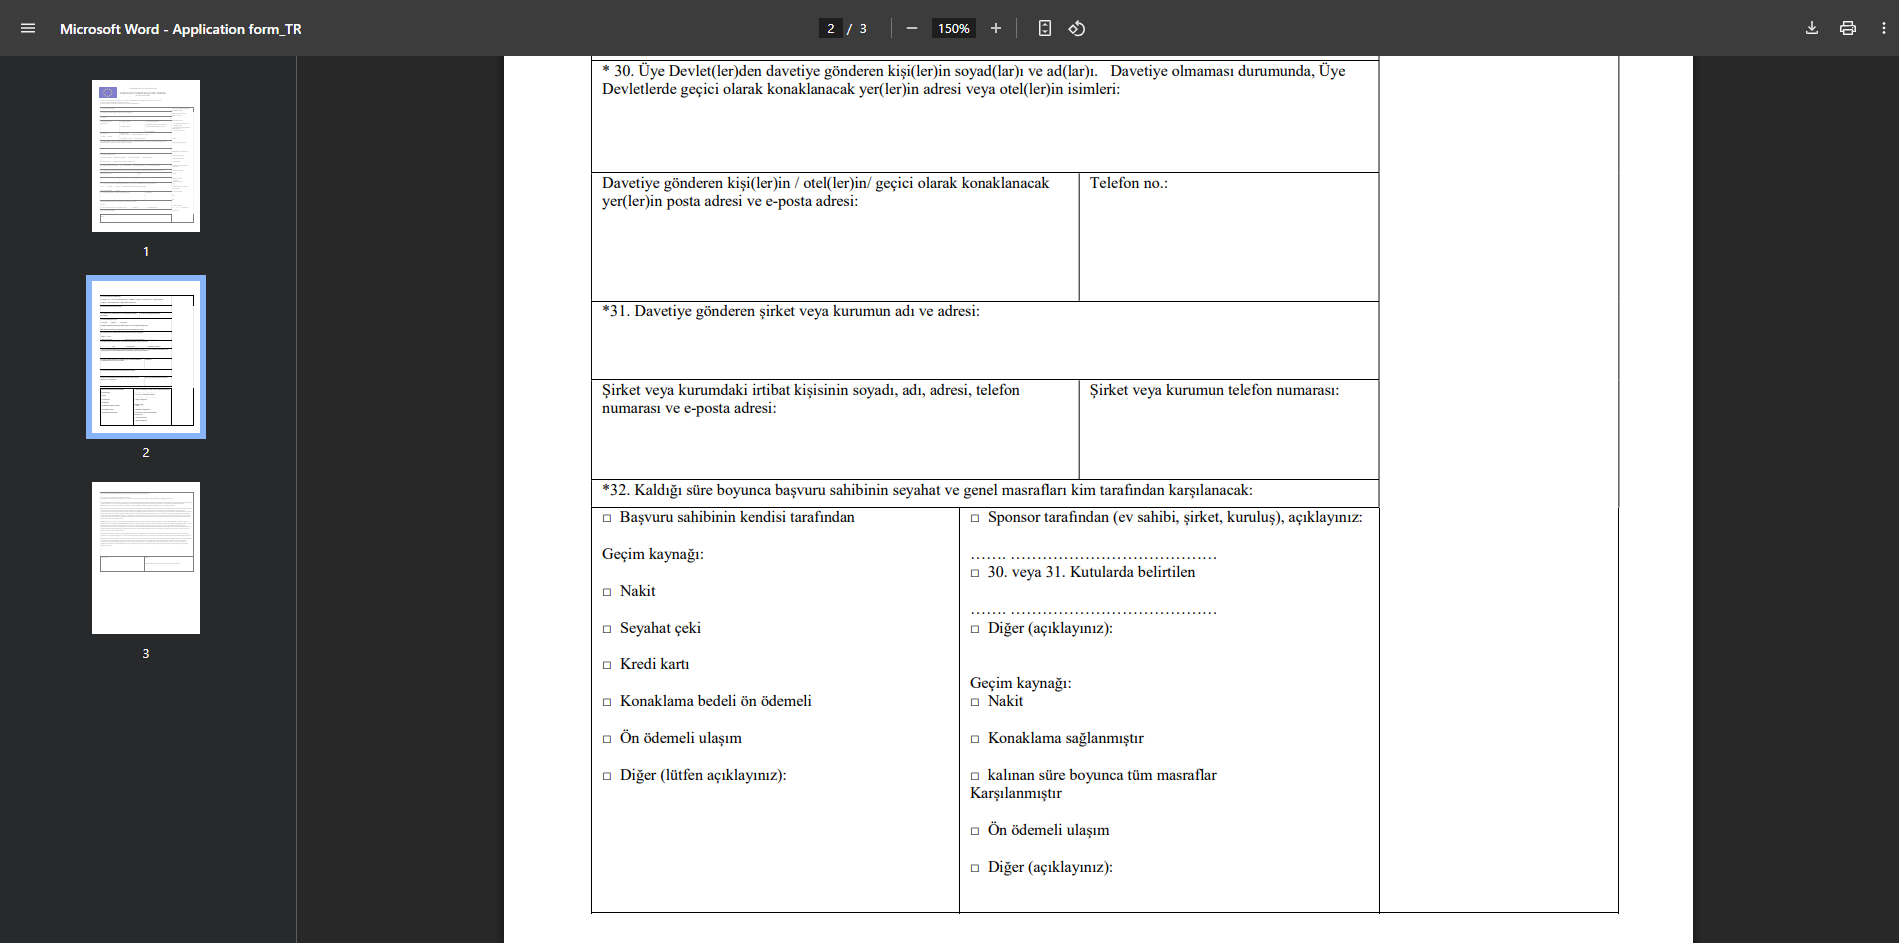 Microsoft Word - Application form_TR
2 / 3
150%
1
2
3
* 30. Üye Devlet(ler)den davetiye gönderen kişi(ler)in soyad(lar)ı ve ad(lar)ı. Davetiye olmaması durumunda, Üye
Devletlerde geçici olarak konaklanacak yer(ler)in adresi veya otel(ler)in isimleri:
Davetiye gönderen kişi(ler)in / otel(ler)in/ geçici olarak konaklanacak
yer(ler)in posta adresi ve e-posta adresi:
Telefon no.:
*31. Davetiye gönderen şirket veya kurumun adı ve adresi:
Şirket veya kurumdaki irtibat kişisinin soyadı, adı, adresi, telefon
numarası ve e-posta adresi:
Şirket veya kurumun telefon numarası:
*32. Kaldığı süre boyunca başvuru sahibinin seyahat ve genel masrafları kim tarafından karşılanacak:
□ Başvuru sahibinin kendisi tarafından
Geçim kaynağı:
□ Nakit
□ Seyahat çeki
□ Kredi kartı
□ Konaklama bedeli ön ödemeli
□ Ön ödemeli ulaşım
□ Diğer (lütfen açıklayınız):
□ Sponsor tarafından (ev sahibi, şirket, kuruluş), açıklayınız:
……. …………………………………
□ 30. veya 31. Kutularda belirtilen
……. …………………………………
□ Diğer (açıklayınız):
Geçim kaynağı:
□ Nakit
□ Konaklama sağlanmıştır
□ kalınan süre boyunca tüm masraflar
Karşılanmıştır
□ Ön ödemeli ulaşım
□ Diğer (açıklayınız):